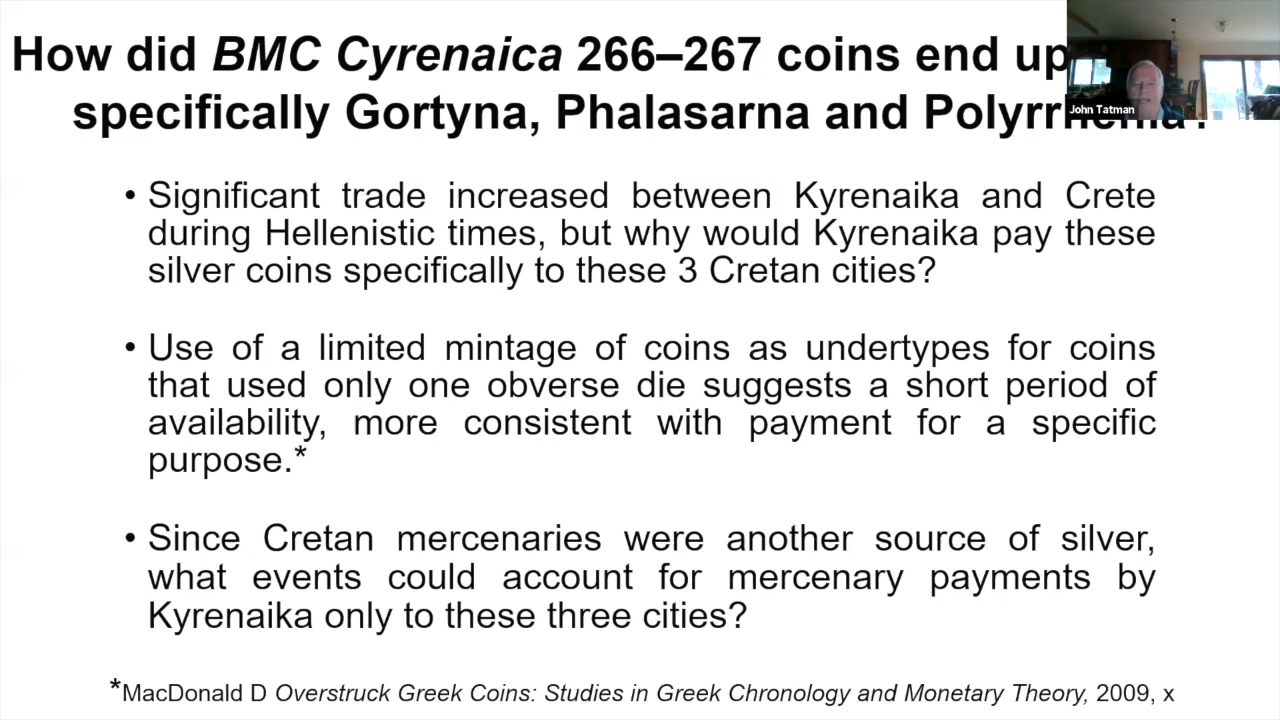 How did BMC Cyrenaica 266–267 coins end up
specifically Gortyna, Phalasarna and
John Tatman
• Significant trade increased between Kyrenaika and Crete
during Hellenistic times, but why would Kyrenaika pay these
silver coins specifically to these 3 Cretan cities?
• Use of a limited mintage of coins as undertypes for coins
that used only one obverse die suggests a short period of
availability, more consistent with payment for a specific
purpose.*
• Since Cretan mercenaries were another source of silver,
what events could account for mercenary payments by
Kyrenaika only to these three cities?
*MacDonald D Overstruck Greek Coins: Studies in Greek Chronology and Monetary Theory, 2009, x